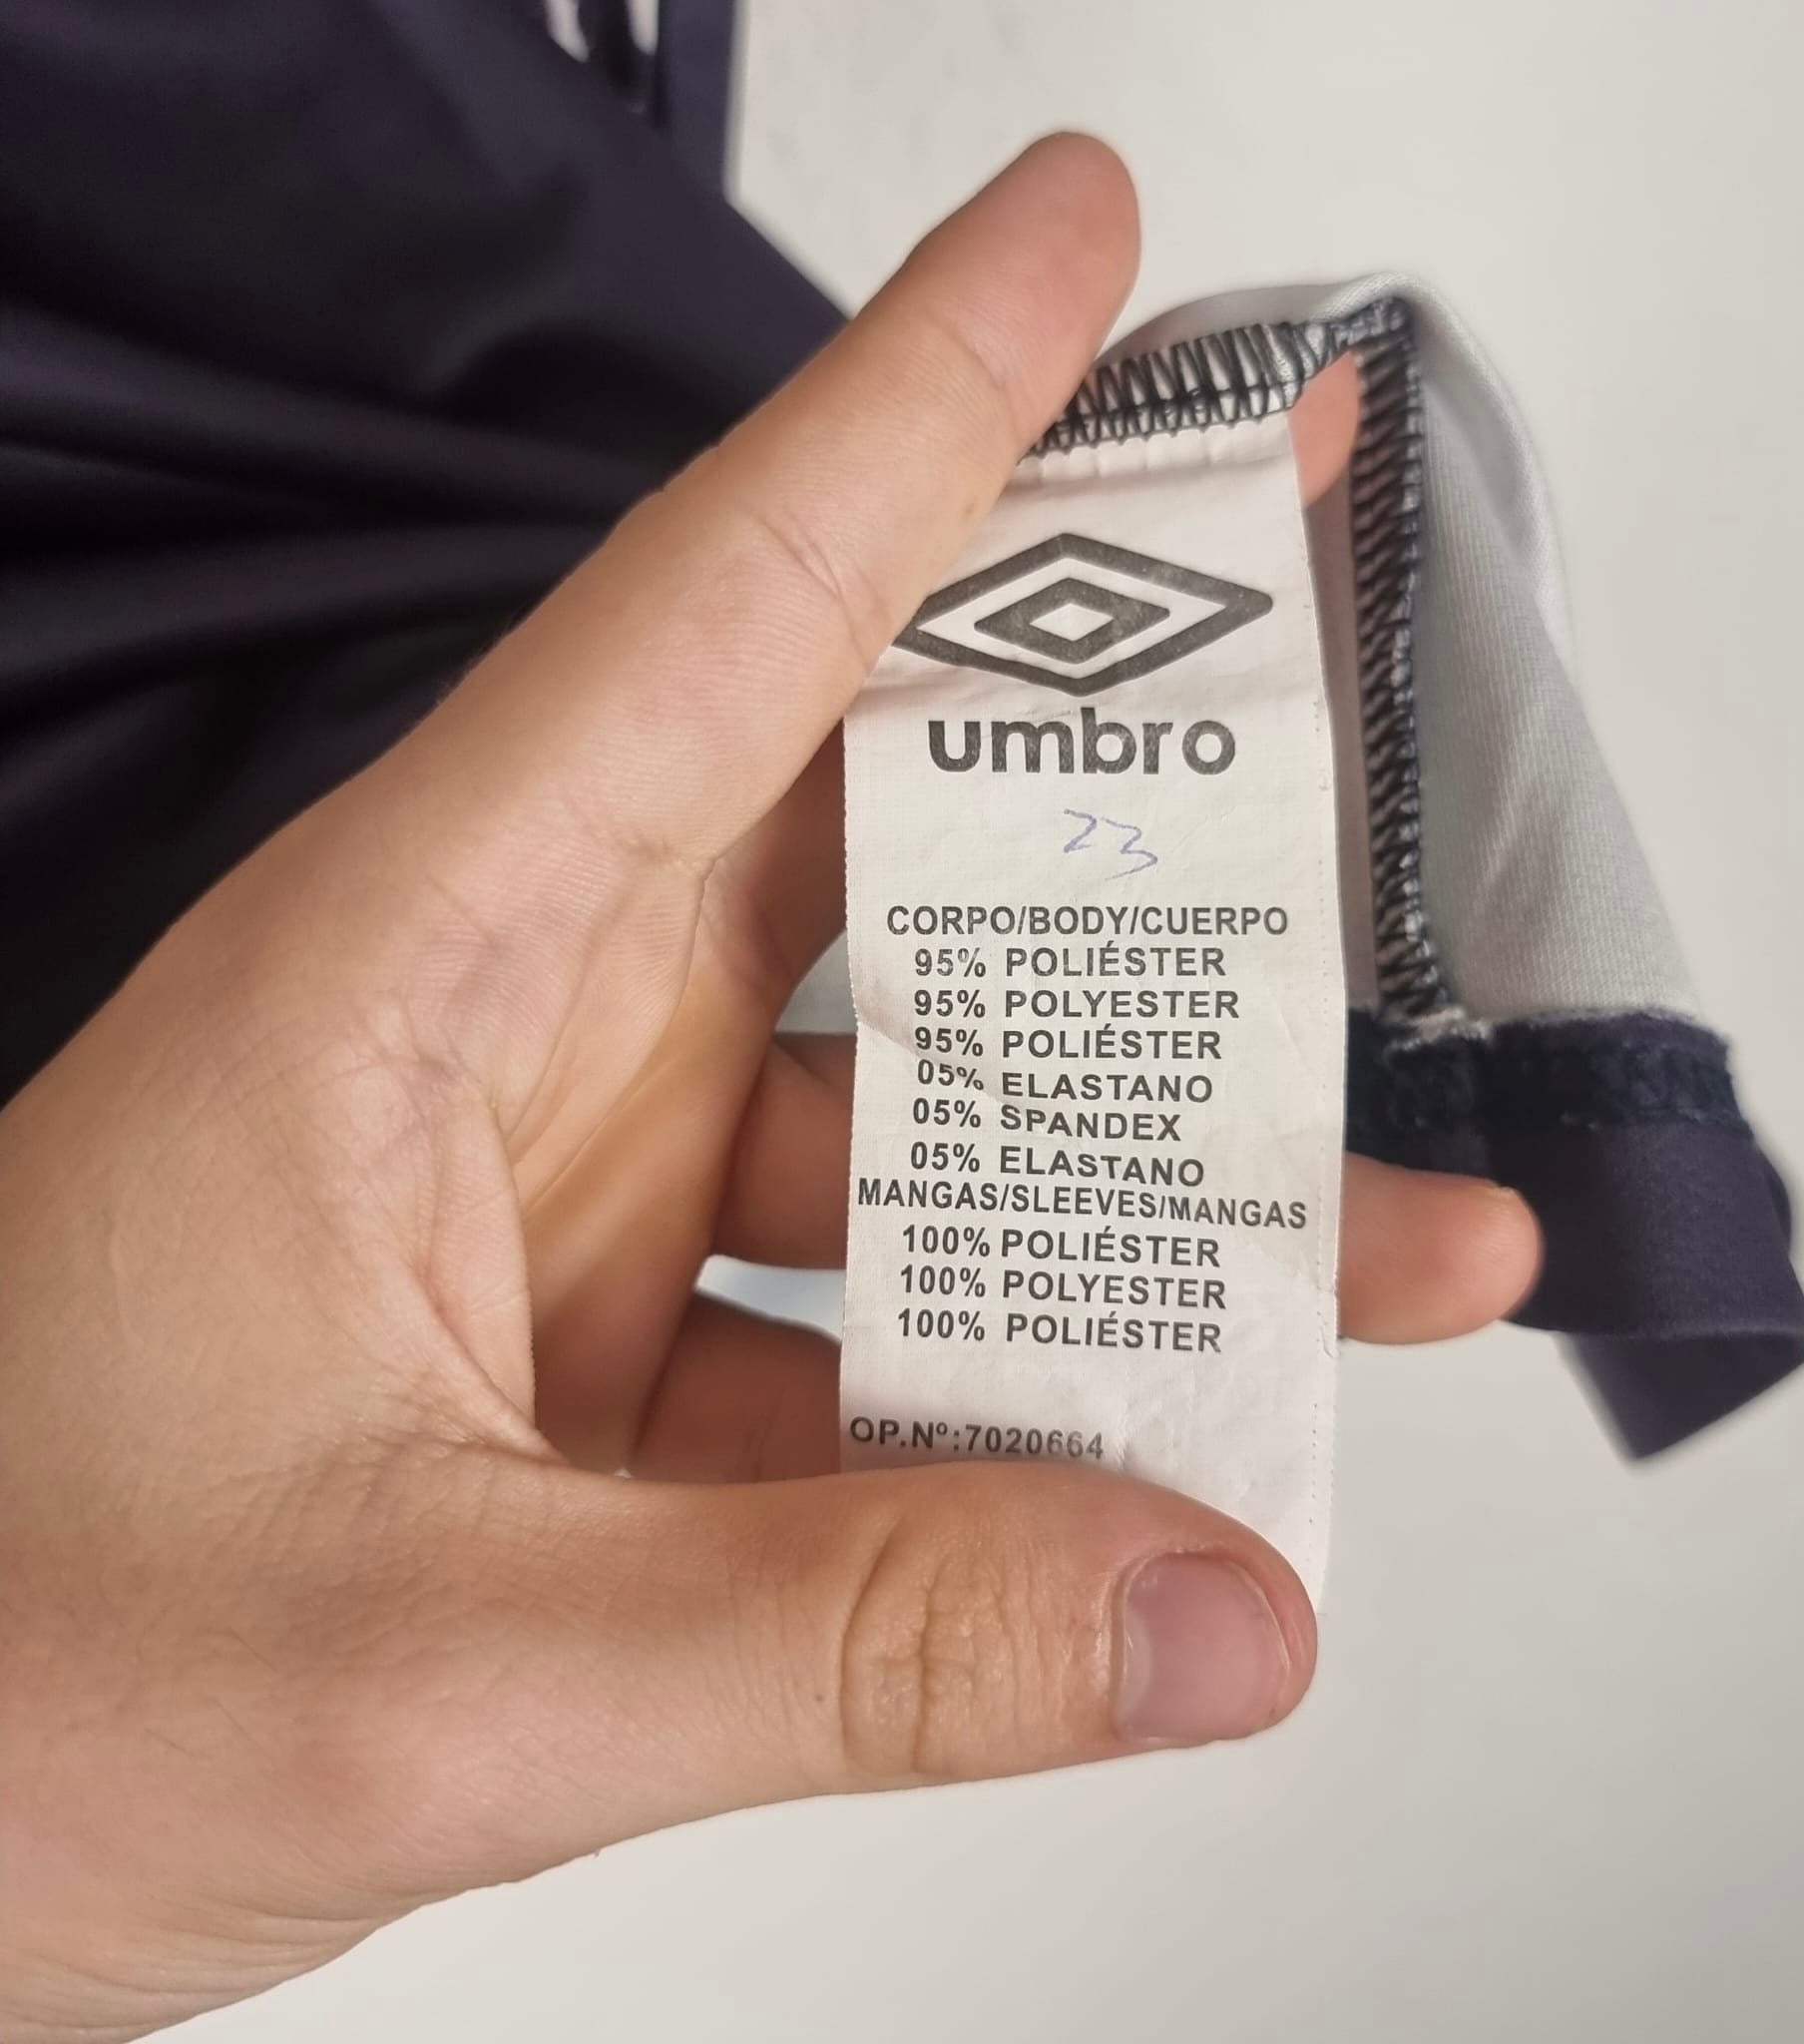 umbro
23
CORPO/BODY/CUERPO
95% POLIÉSTER
95% POLYESTER
95% POLIÉSTER
05% ELASTANO
05% SPANDEX
05% ELASTANO
MANGAS/SLEEVES/MANGAS
100% POLIÉSTER
100% POLYESTER
100% POLIÉSTER
OP.Nº:7020664